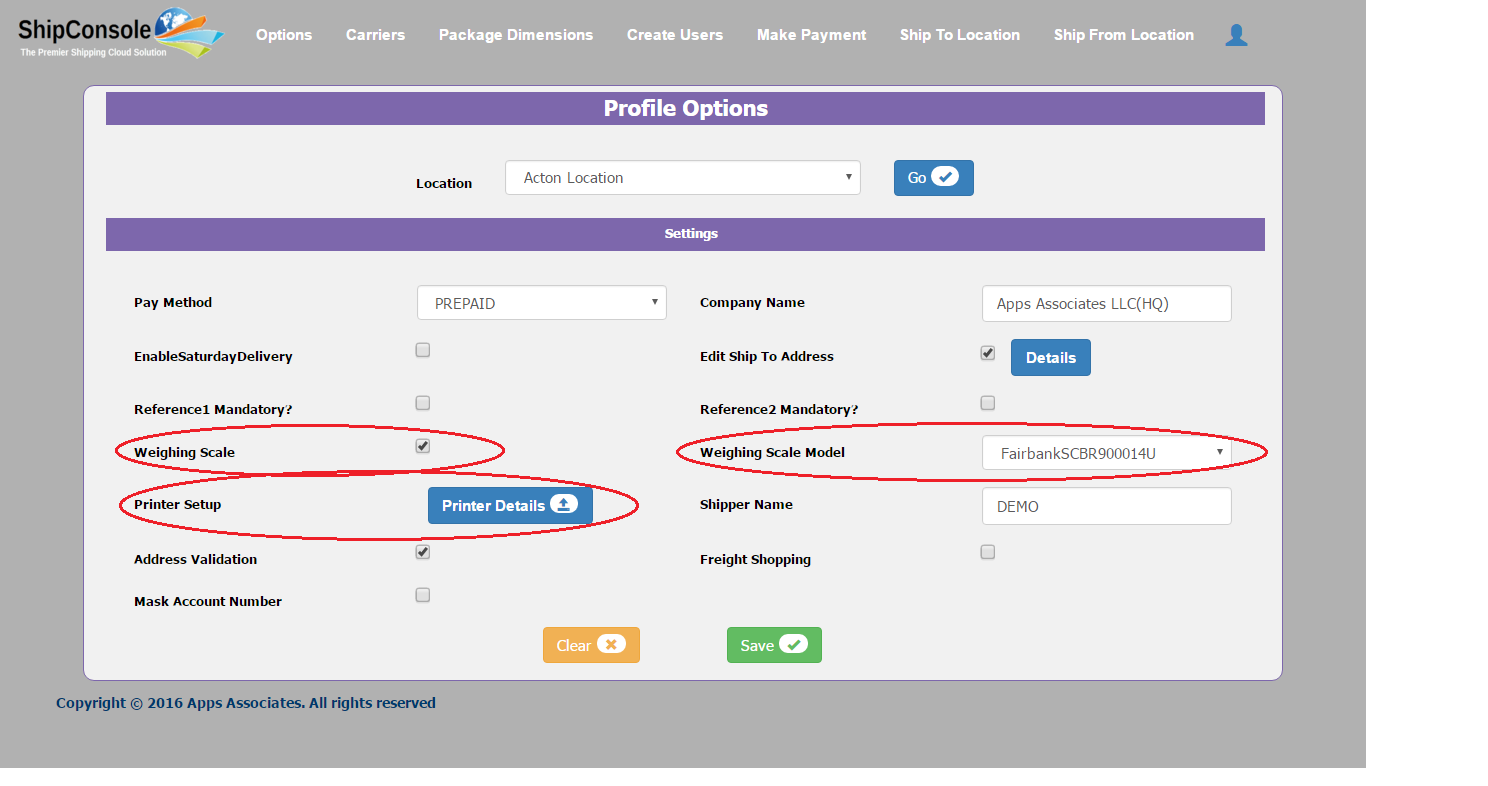 ShipConsole
The Premier Shipping Cloud Solution
Options Carriers Package Dimensions Create Users Make Payment Ship To Location Ship From Location
Profile Options
Location Acton Location Go
Settings
Pay Method PREPAID Company Name Apps Associates LLC(HQ)
EnableSaturdayDelivery Edit Ship To Address Details
Reference1 Mandatory? Reference2 Mandatory?
Weighing Scale Weighing Scale Model FairbankSCBR900014U
Printer Setup Printer Details Shipper Name DEMO
Address Validation Freight Shopping
Mask Account Number
Clear Save
Copyright © 2016 Apps Associates. All rights reserved